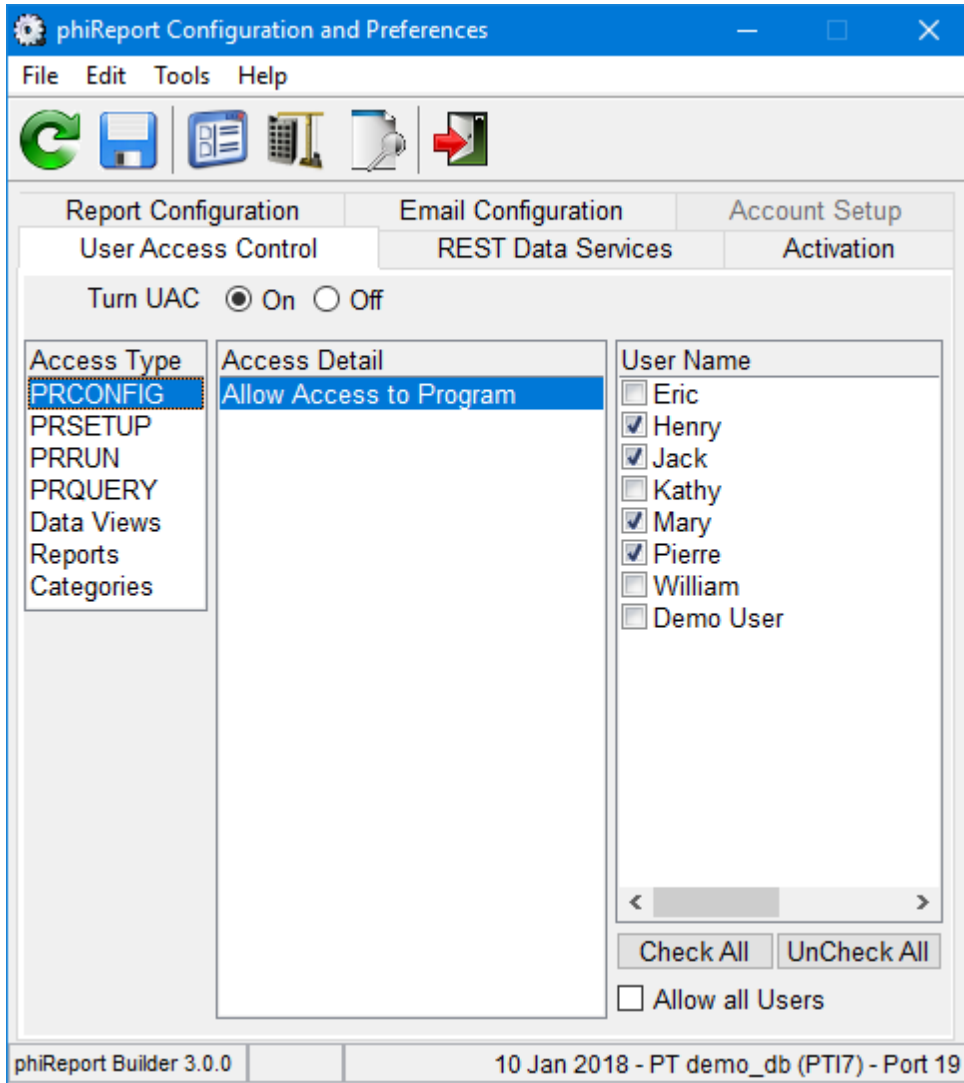 phiReport Configuration and Preferences
File Edit Tools Help
Report Configuration Email Configuration Account Setup
User Access Control REST Data Services Activation
Turn UAC On Off
Access Type
PRCONFIG
PRSETUP
PRRUN
PRQUERY
Data Views
Reports
Categories
Access Detail
Allow Access to Program
User Name
Eric
Henry
Jack
Kathy
Mary
Pierre
William
Demo User
Check All UnCheck All
Allow all Users
phiReport Builder 3.0.0 10 Jan 2018 - PT demo_db (PTI7) - Port 19